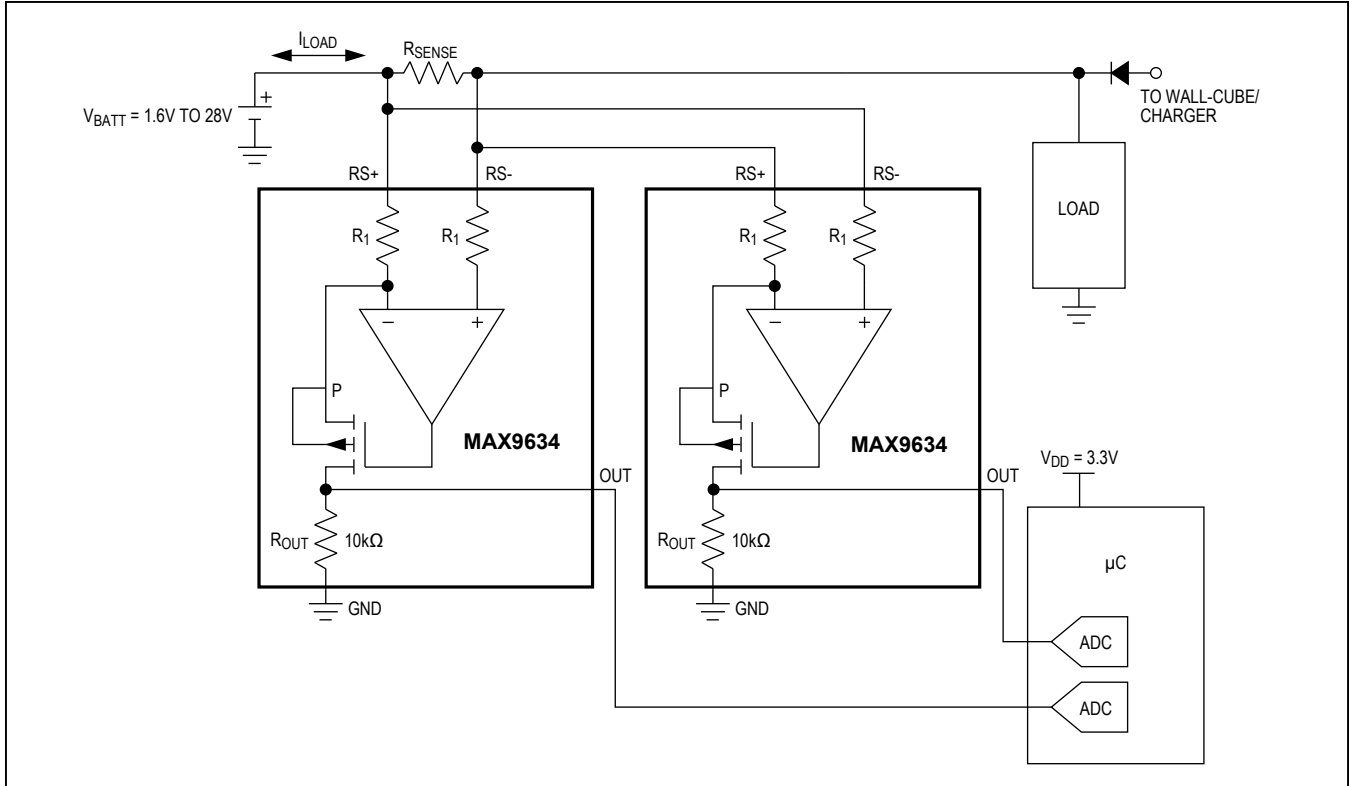 ILOAD
RSENSE
VBATT = 1.6V TO 28V
+
TO WALL-CUBE/
CHARGER
RS+
RS-
RS+
RS-
LOAD
R1
R1
R1
R1
−
+
−
+
P
P
MAX9634
MAX9634
VDD = 3.3V
OUT
OUT
ROUT
10kΩ
ROUT
10kΩ
µC
GND
GND
ADC
ADC